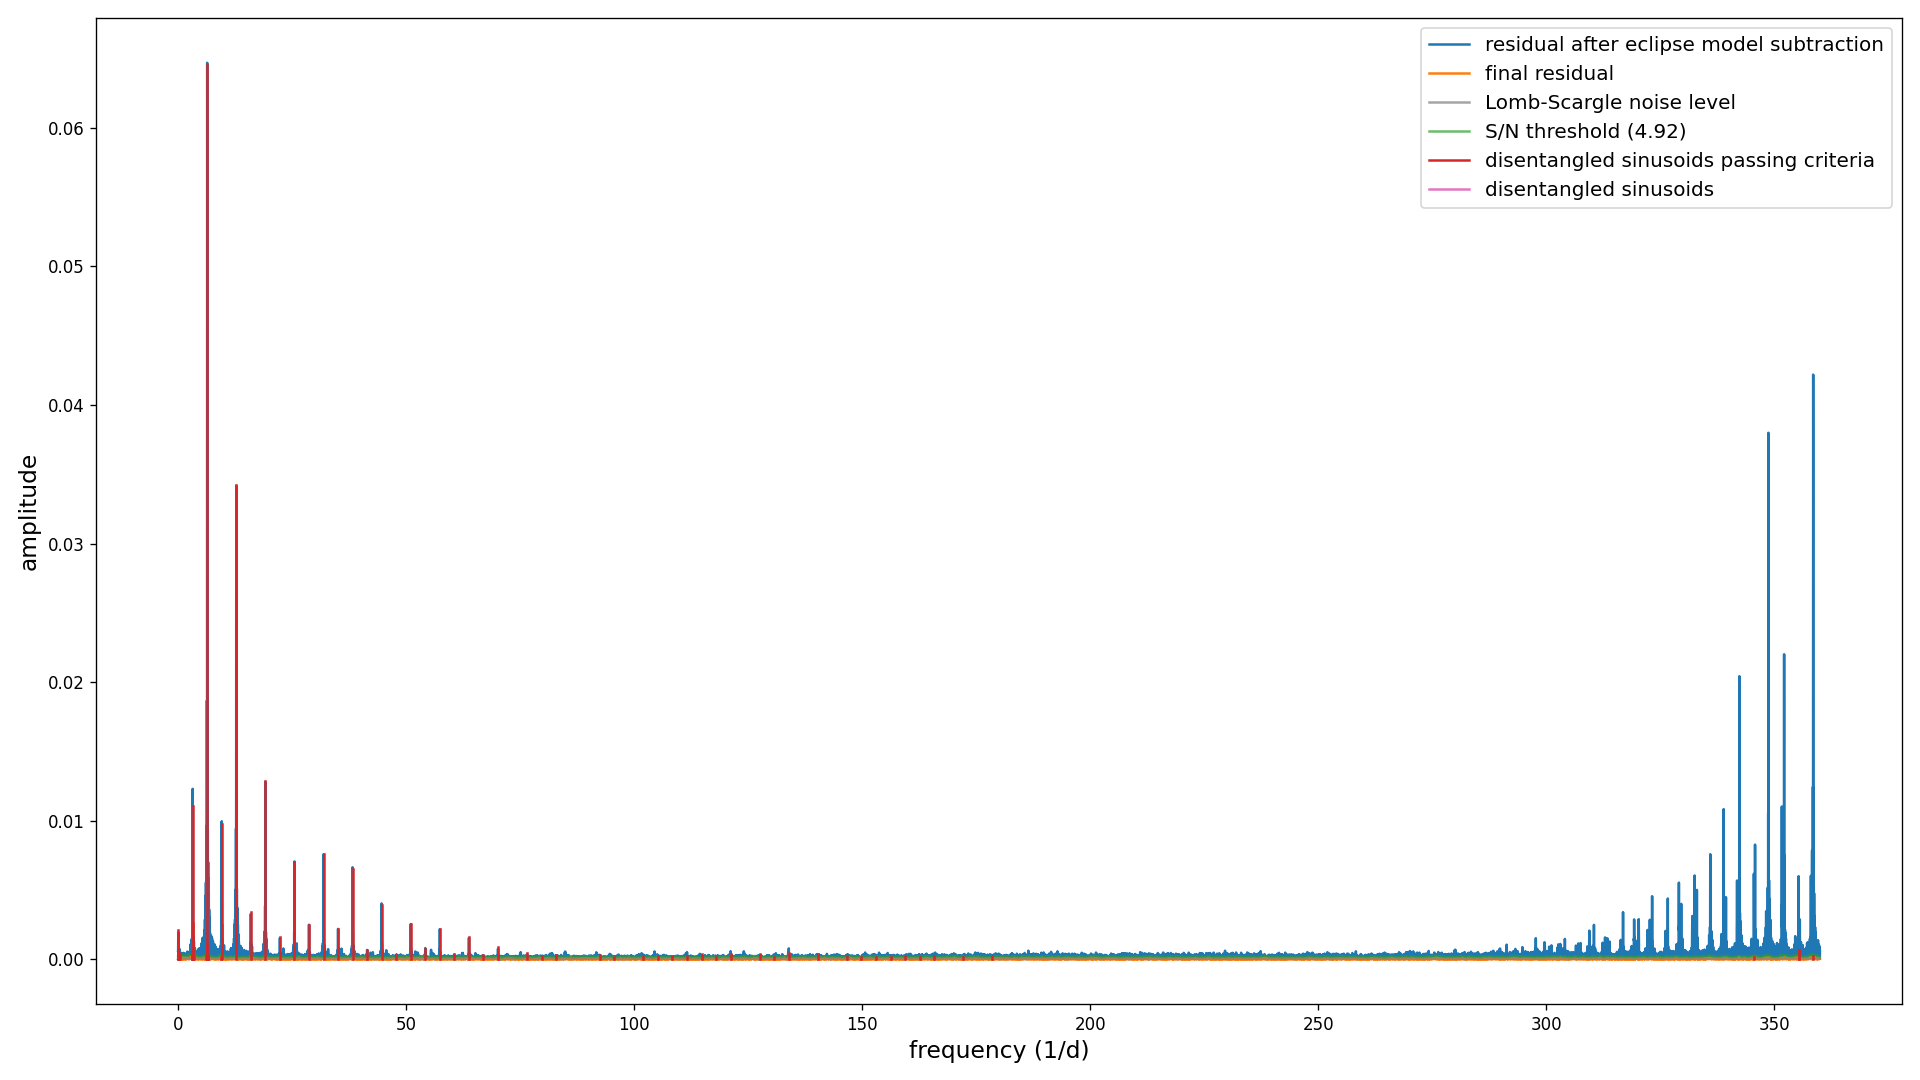 residual after eclipse model subtraction
final residual
Lomb-Scargle noise level
S/N threshold (4.92)
disentangled sinusoids passing criteria
disentangled sinusoids
0.06
0.05
0.04
0.03
0.02
0.01
0.00
amplitude
0 50 100 150 200 250 300 350
frequency (1/d)